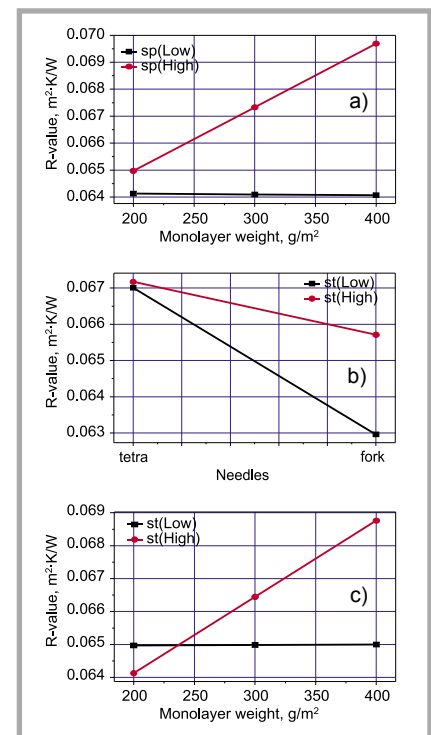 R-value, m²·K/W
0.070
0.069
0.068
0.067
0.066
0.065
0.064
sp(Low)
sp(High)
a)
200 250 300 350 400
Monolayer weight, g/m²
R-value, m²·K/W
0.067
0.066
0.065
0.064
0.063
st(Low)
st(High)
b)
tetra fork
Needles
R-value, m²·K/W
0.069
0.068
0.067
0.066
0.065
0.064
st(Low)
st(High)
c)
200 250 300 350 400
Monolayer weight, g/m²